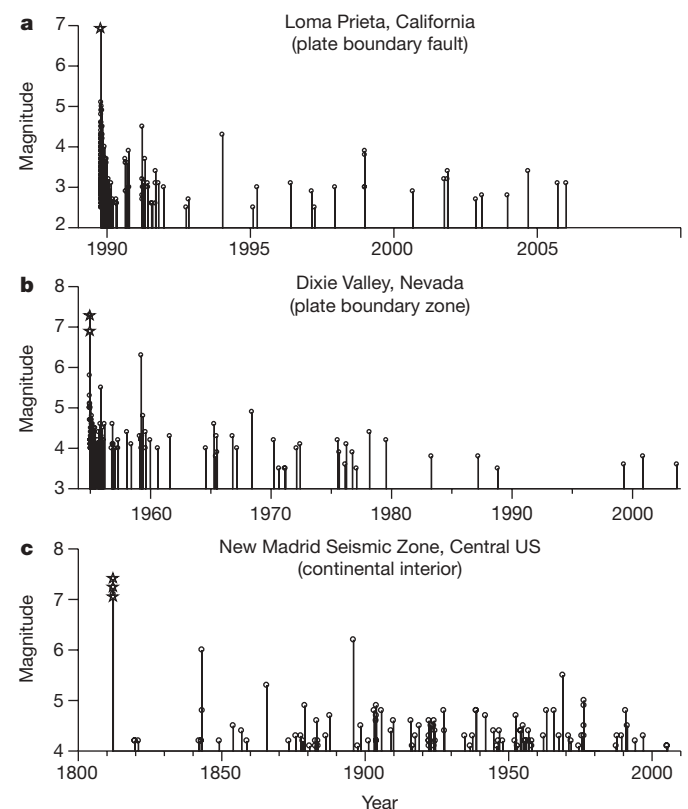 a
Loma Prieta, California
(plate boundary fault)
Magnitude
7
6
5
4
3
2
1990 1995 2000 2005
b
Dixie Valley, Nevada
(plate boundary zone)
Magnitude
8
7
6
5
4
3
1960 1970 1980 1990 2000
c
New Madrid Seismic Zone, Central US
(continental interior)
Magnitude
8
7
6
5
4
1800 1850 1900 1950 2000
Year